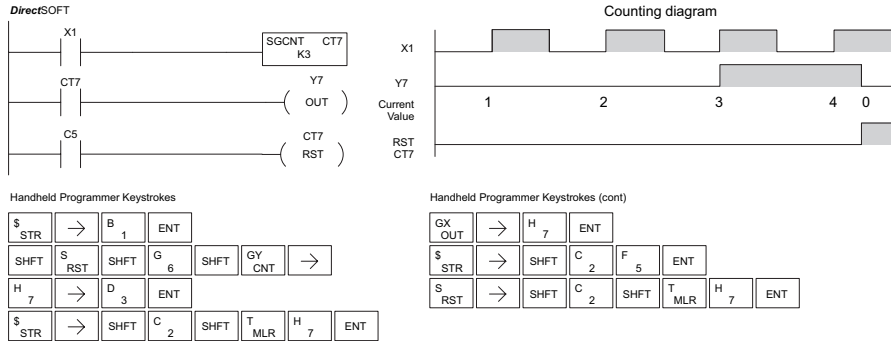 DirectSOFT
X1
SGCNT CT7
K3
CT7
Y7
OUT
C5
CT7
RST
Counting diagram
X1
Y7
Current
Value
1 2 3 4 0
RST
CT7
Handheld Programmer Keystrokes
$ STR → B 1 ENT
SHFT S RST SHFT G 6 SHFT GY CNT →
H 7 → D 3 ENT
$ STR → SHFT C 2 SHFT T MLR H 7 ENT
Handheld Programmer Keystrokes (cont)
GX OUT → H 7 ENT
$ STR → SHFT C 2 F 5 ENT
S RST → SHFT C 2 SHFT T MLR H 7 ENT